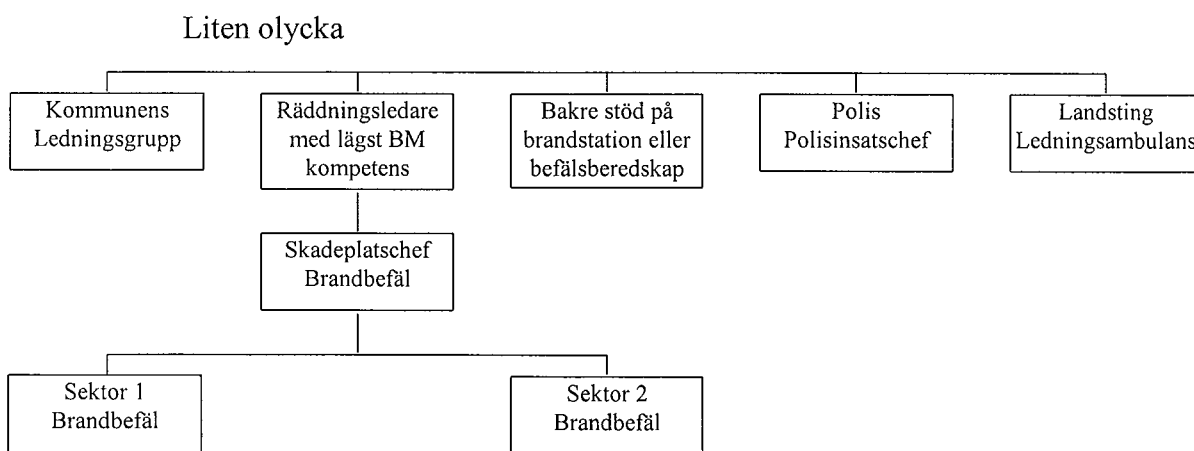 Liten olycka
Kommunens
Ledningsgrupp
Räddningsledare
med lägst BM
kompetens
Bakre stöd på
brandstation eller
befälsberedskap
Polis
Polisinsatschef
Landsting
Ledningsambulans
Skadeplatschef
Brandbefäl
Sektor 1
Brandbefäl
Sektor 2
Brandbefäl